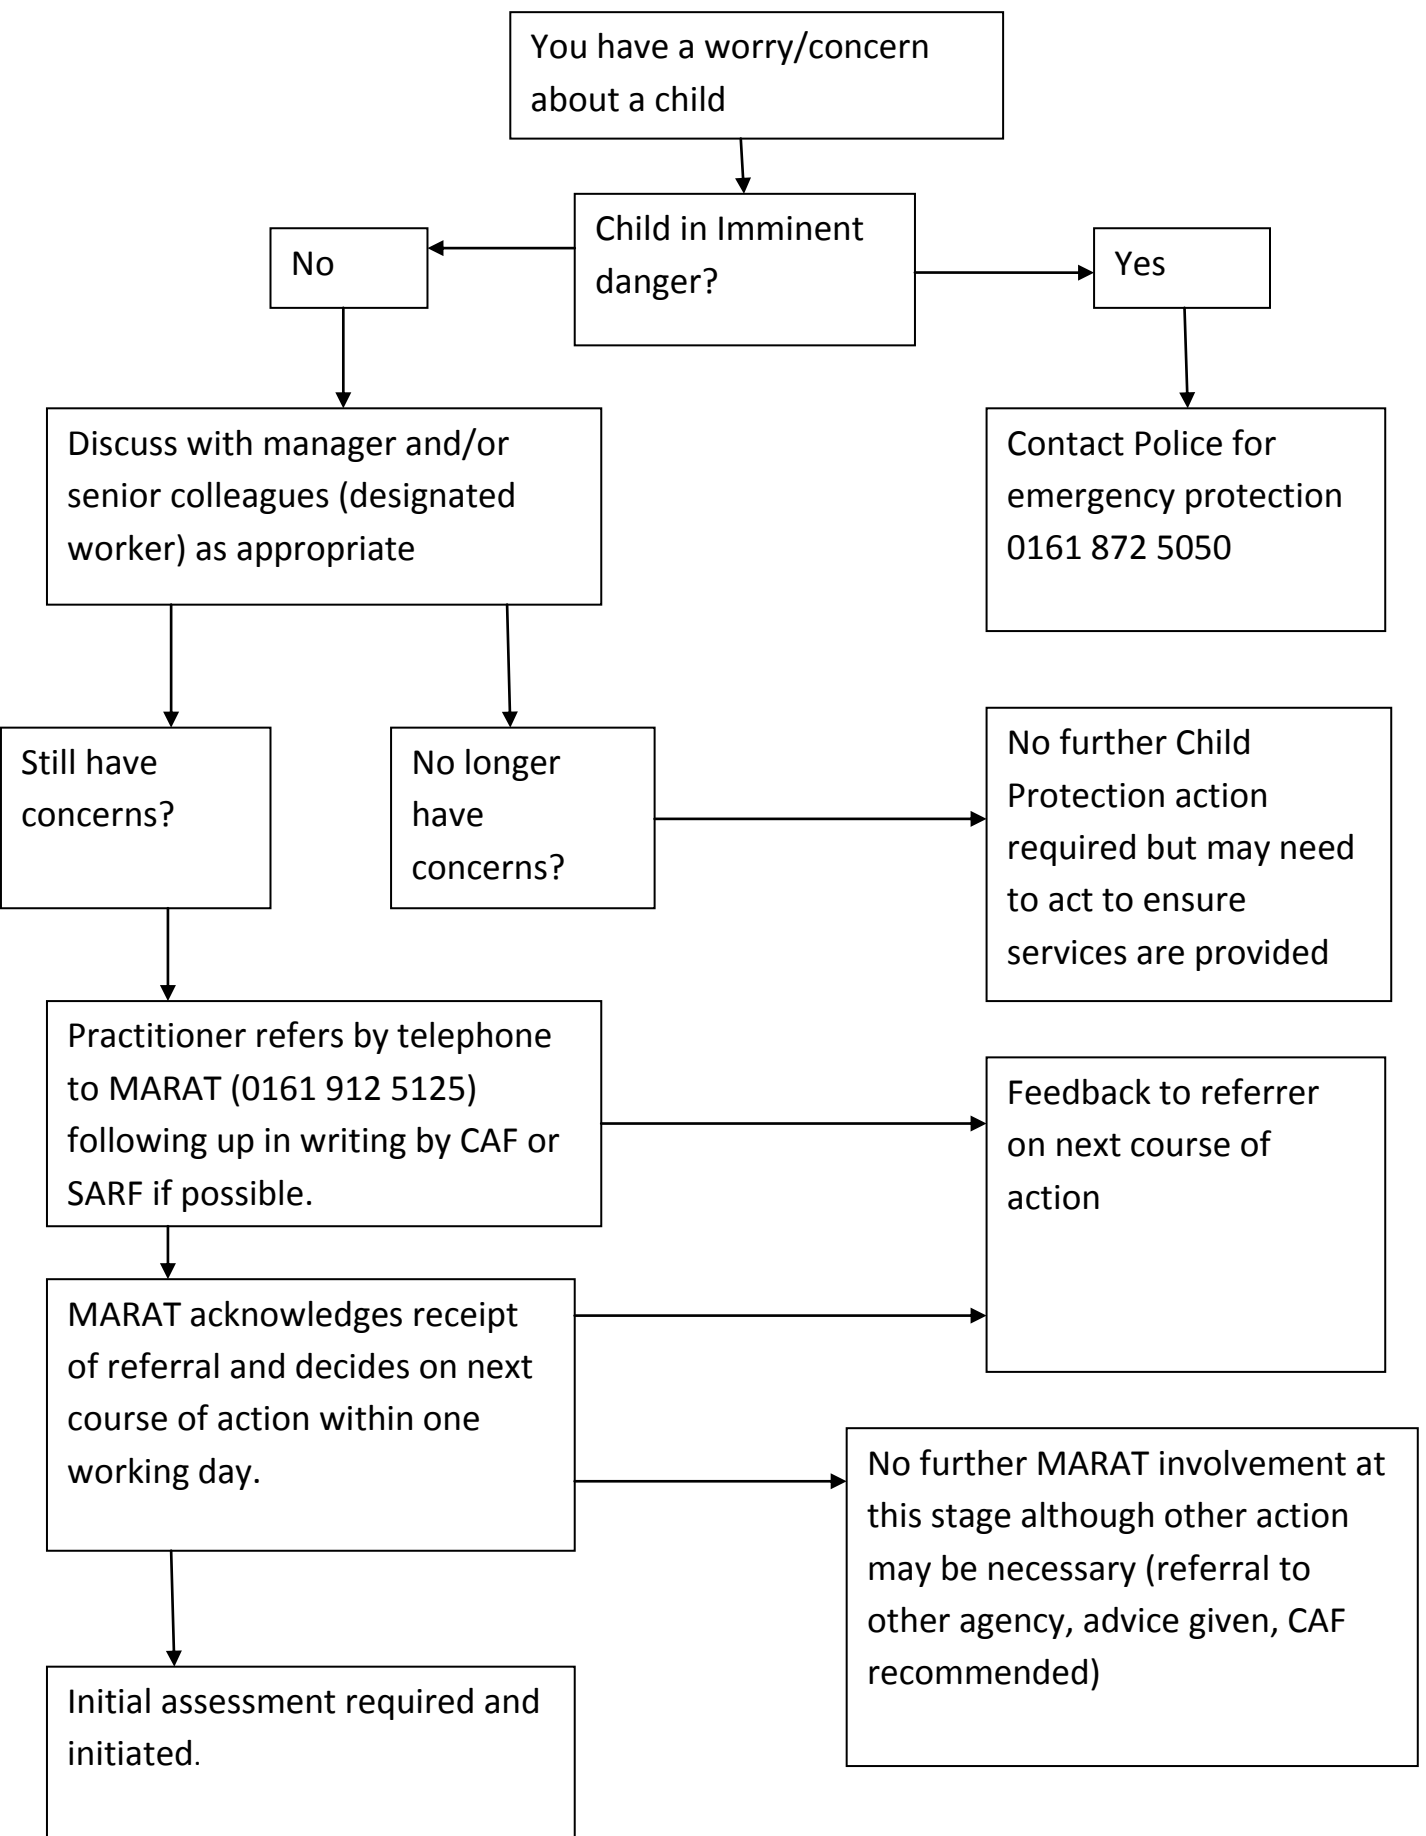 You have a worry/concern
about a child
Child in Imminent
danger?
No
Yes
Discuss with manager and/or
senior colleagues (designated
worker) as appropriate
Contact Police for
emergency protection
0161 872 5050
Still have
concerns?
No longer
have
concerns?
No further Child
Protection action
required but may need
to act to ensure
services are provided
Practitioner refers by telephone
to MARAT (0161 912 5125)
following up in writing by CAF or
SARF if possible.
Feedback to referrer
on next course of
action
MARAT acknowledges receipt
of referral and decides on next
course of action within one
working day.
No further MARAT involvement at
this stage although other action
may be necessary (referral to
other agency, advice given, CAF
recommended)
Initial assessment required and
initiated.